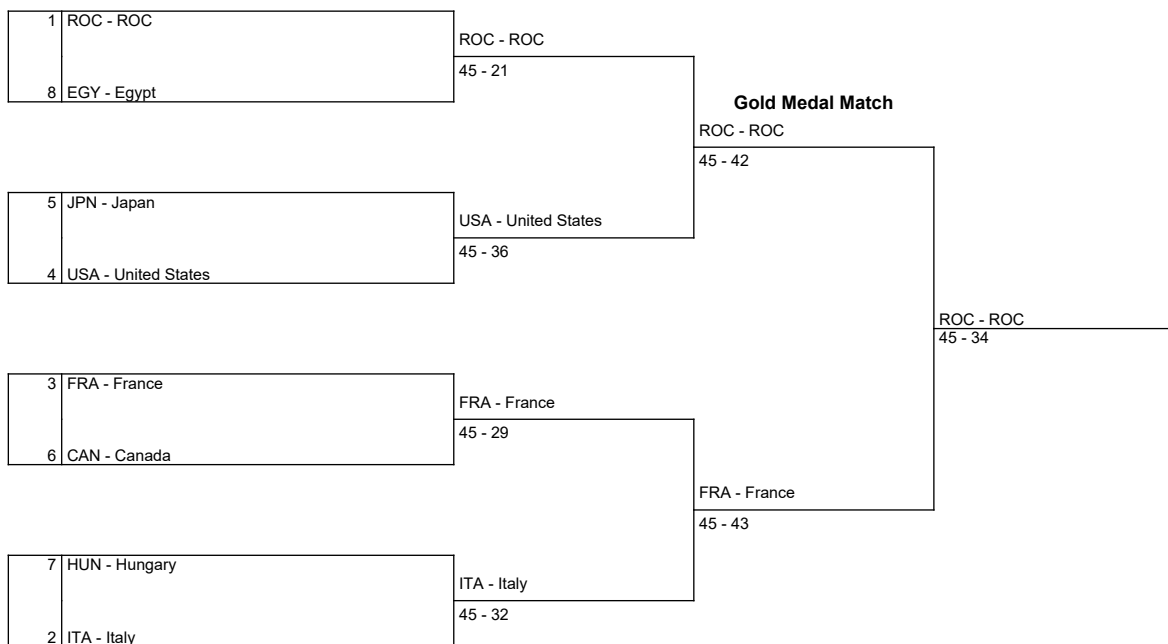 1 ROC - ROC
ROC - ROC
45 - 21
8 EGY - Egypt
Gold Medal Match
ROC - ROC
45 - 42
5 JPN - Japan
USA - United States
45 - 36
4 USA - United States
ROC - ROC
45 - 34
3 FRA - France
FRA - France
45 - 29
6 CAN - Canada
FRA - France
45 - 43
7 HUN - Hungary
ITA - Italy
45 - 32
2 ITA - Italy